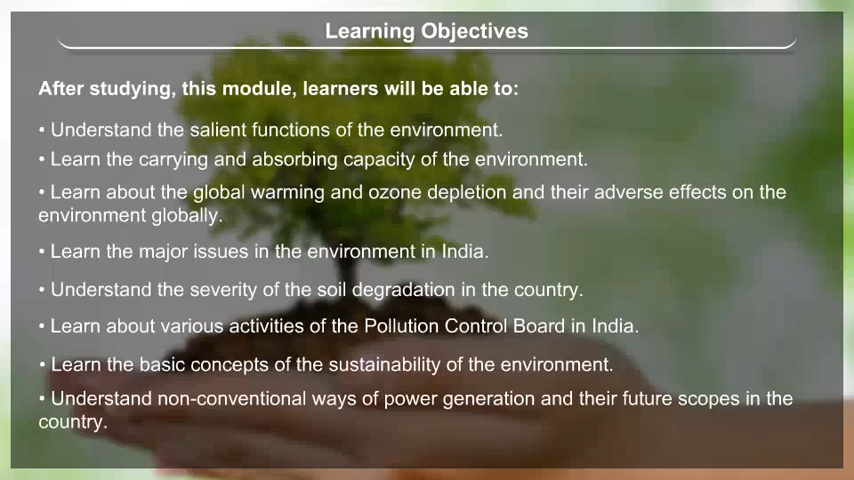 Learning Objectives
After studying, this module, learners will be able to:
• Understand the salient functions of the environment.
• Learn the carrying and absorbing capacity of the environment.
• Learn about the global warming and ozone depletion and their adverse effects on the
environment globally.
• Learn the major issues in the environment in India.
• Understand the severity of the soil degradation in the country.
• Learn about various activities of the Pollution Control Board in India.
• Learn the basic concepts of the sustainability of the environment.
• Understand non-conventional ways of power generation and their future scopes in the
country.